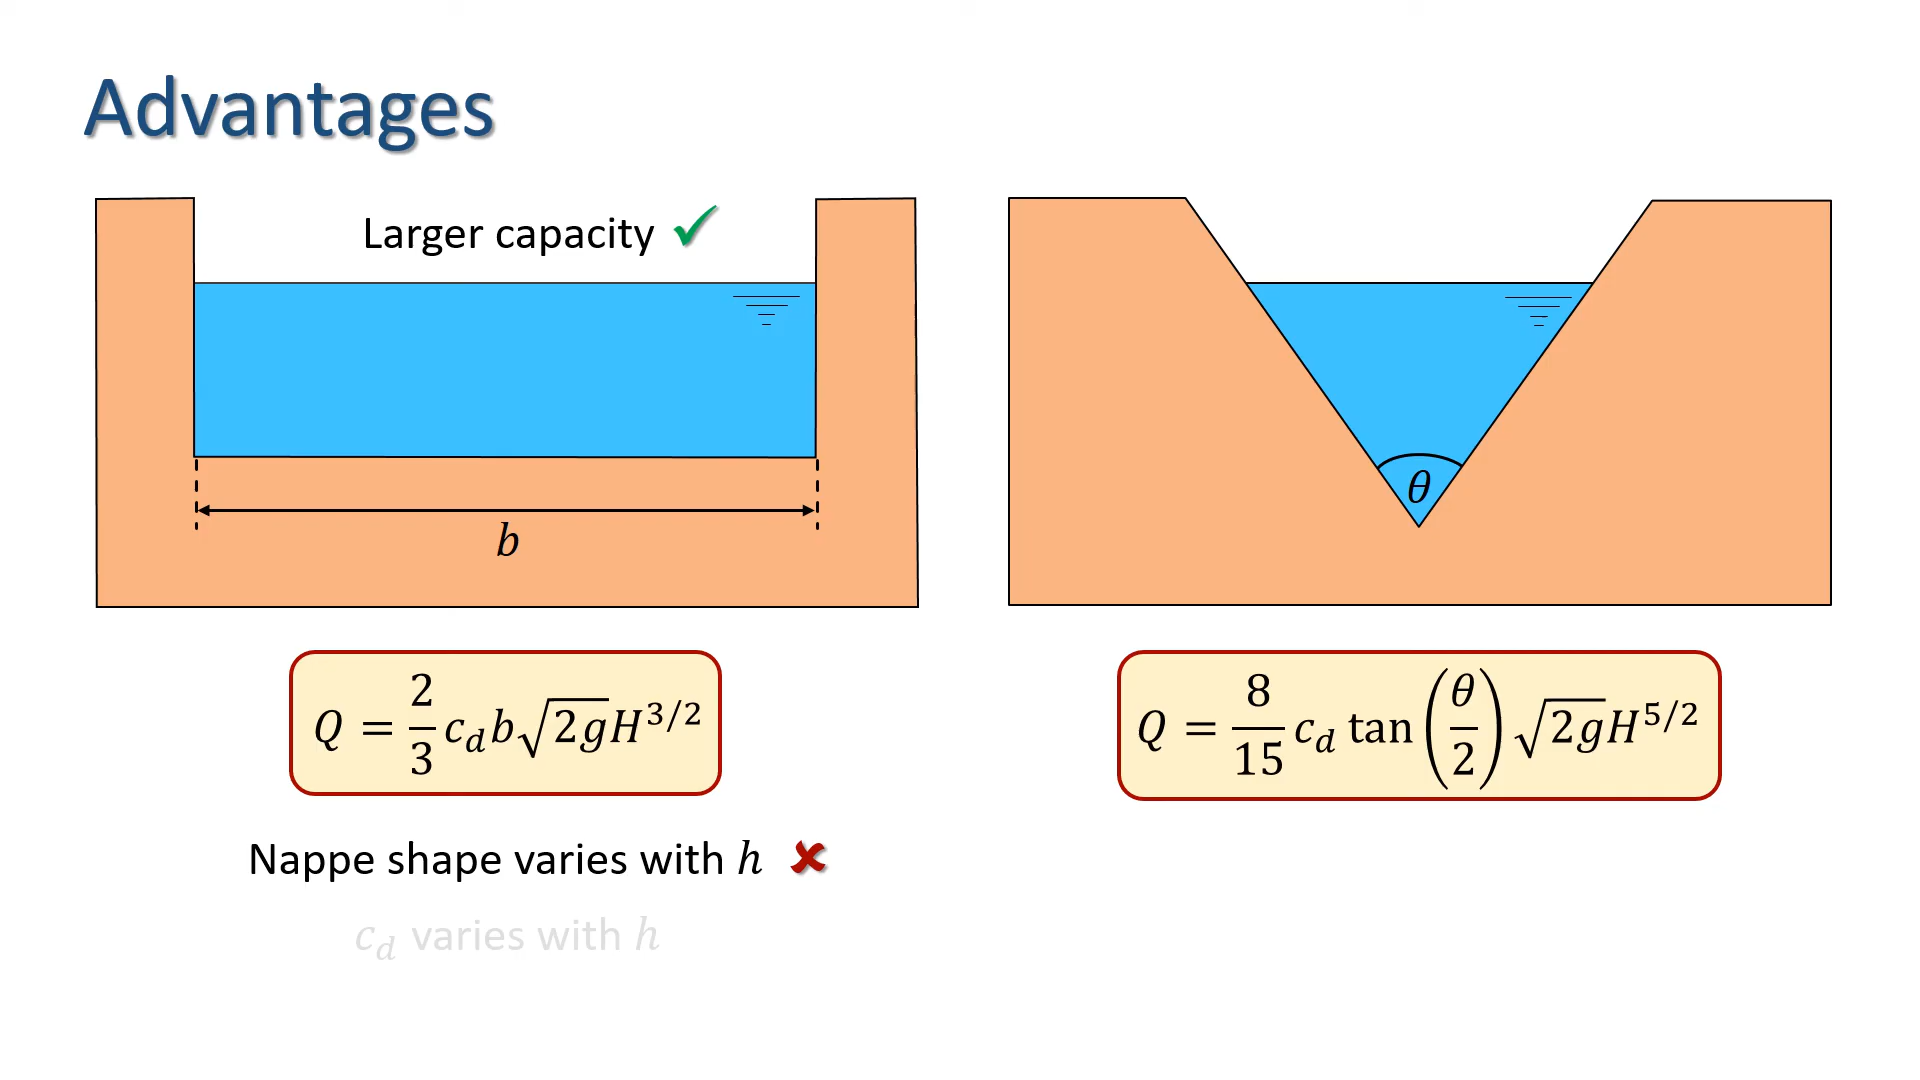 Advantages
Larger capacity ✓
b
θ
Q = 2/3 c_d b √2g H^3/2
Q = 8/15 c_d tan(θ/2) √2g H^5/2
Nappe shape varies with h ✘
c_d varies with h